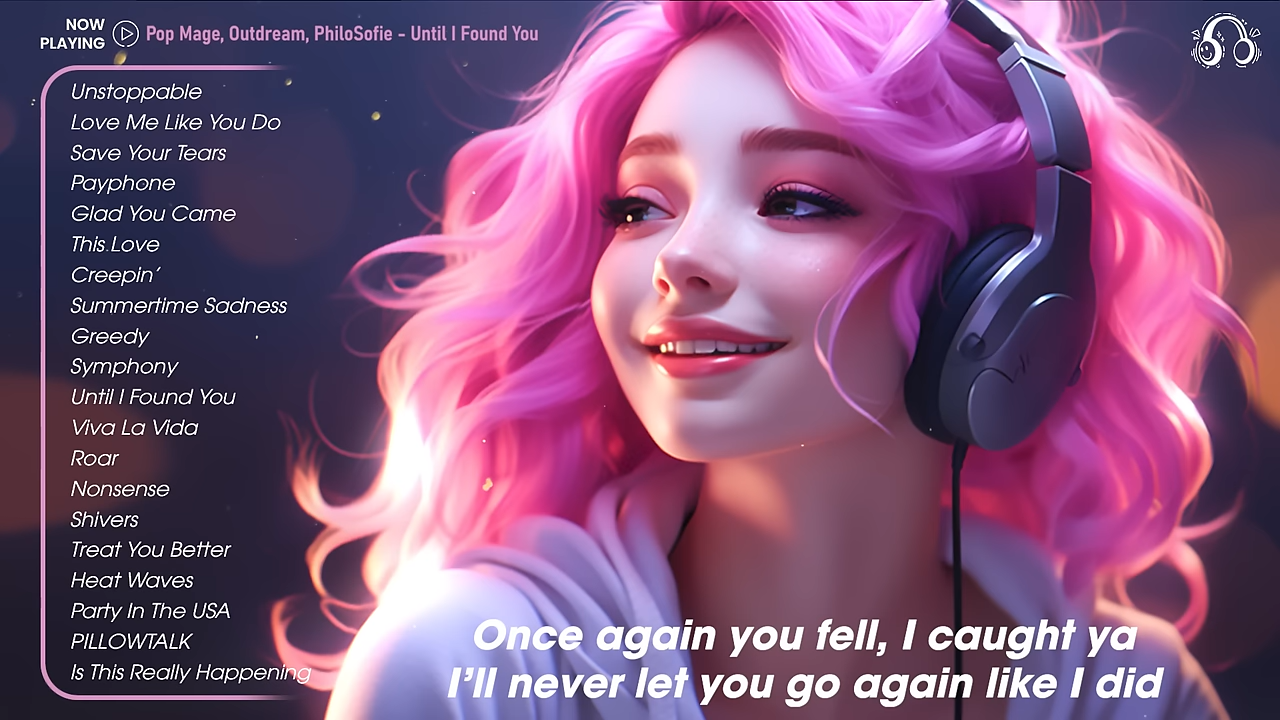 NOW
PLAYING
Pop Mage, Outdream, PhiloSofie - Until I Found You
Unstoppable
Love Me Like You Do
Save Your Tears
Payphone
Glad You Came
This Love
Creepin’
Summertime Sadness
Greedy
Symphony
Until I Found You
Viva La Vida
Roar
Nonsense
Shivers
Treat You Better
Heat Waves
Party In The USA
PILLOWTALK
Is This Really Happening
Once again you fell, I caught ya
I’ll never let you go again like I did